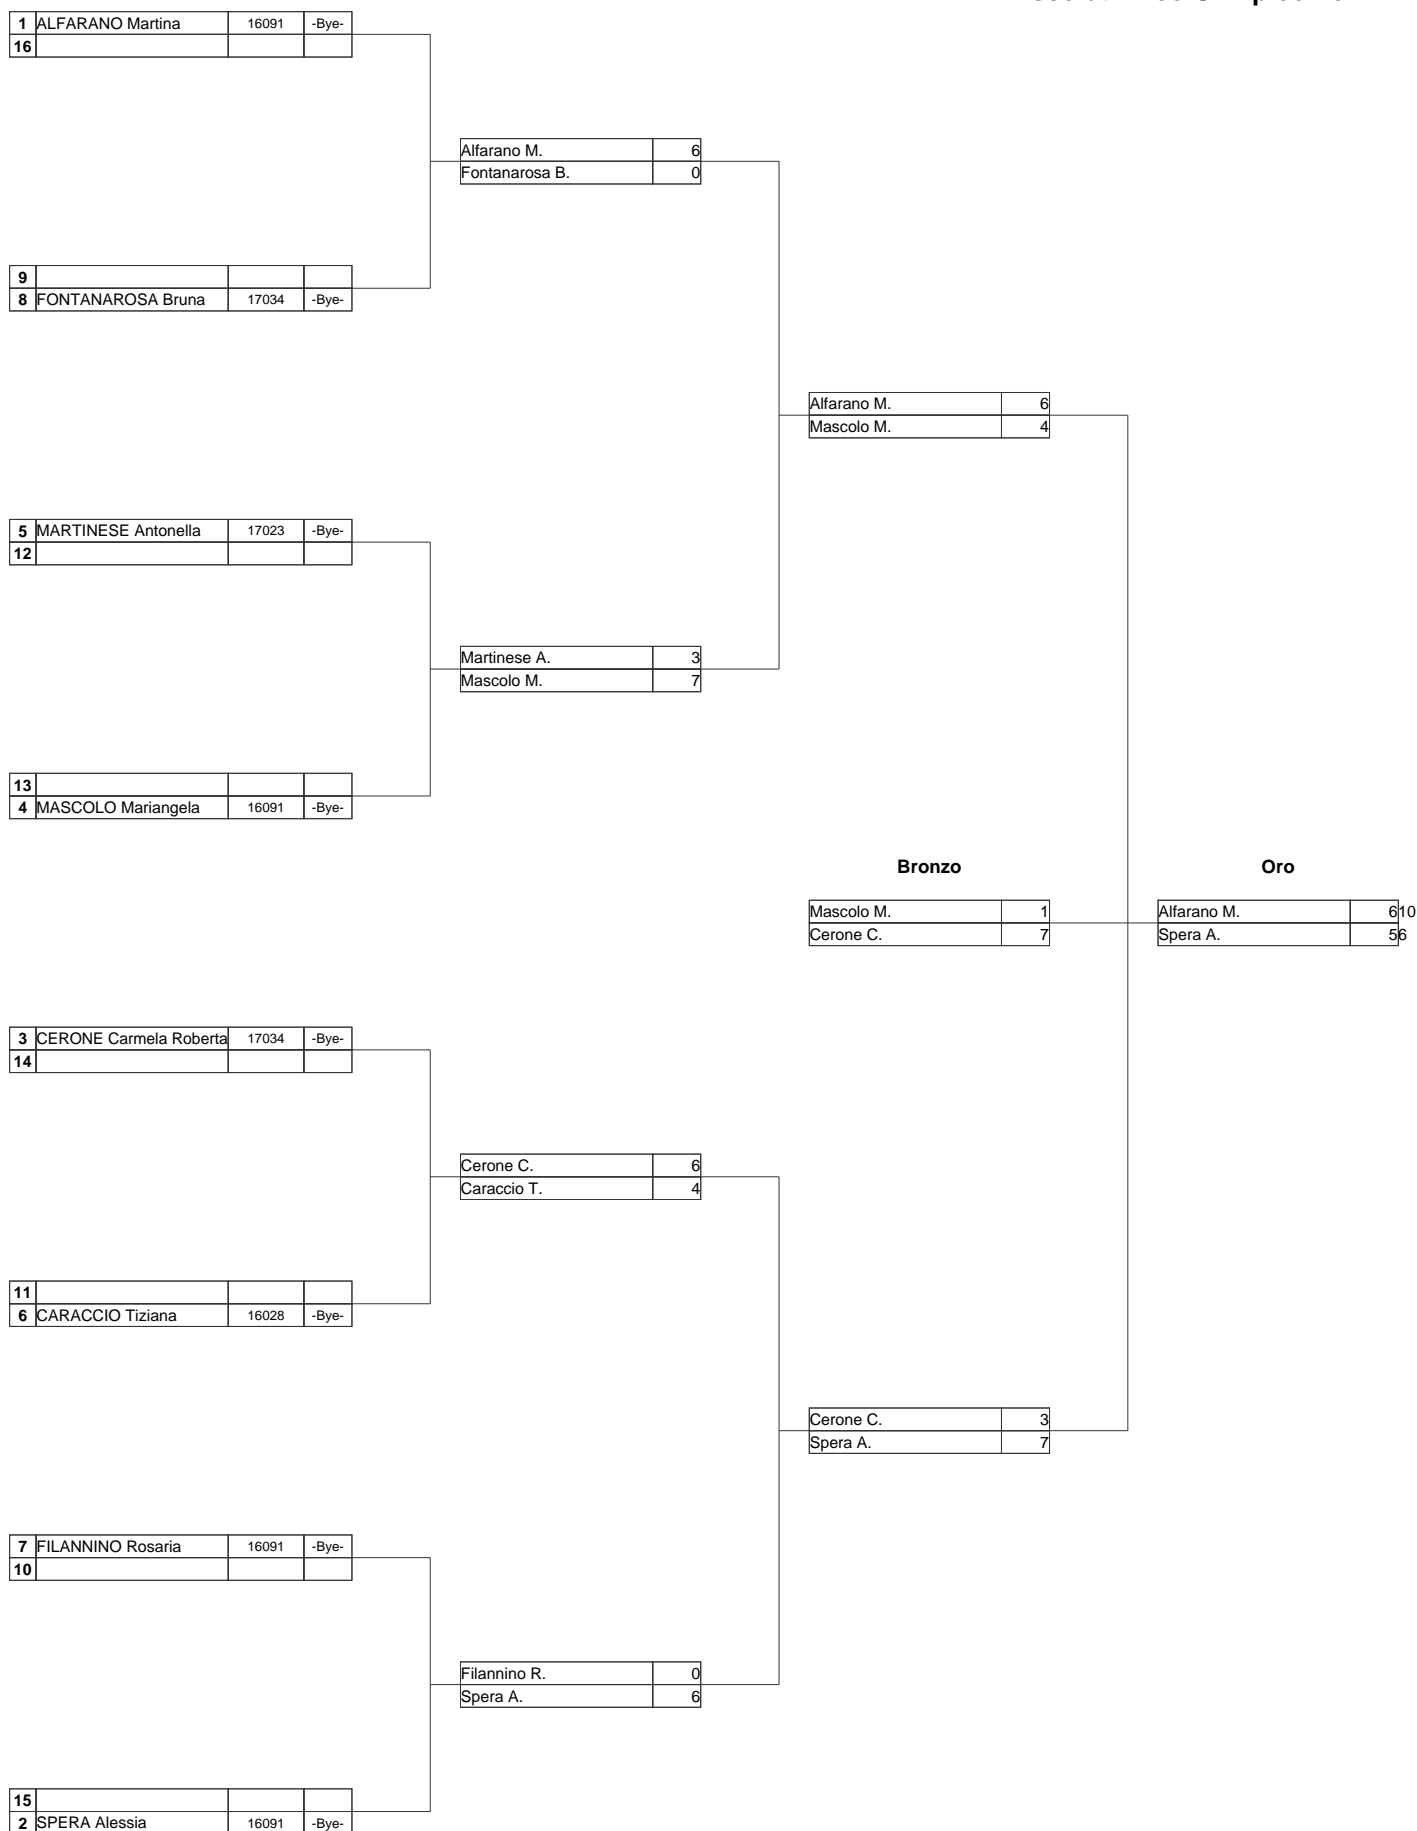 1 ALFARANO Martina 16091 -Bye-
16
Alfarano M. 6
Fontanarosa B. 0
9
8 FONTANAROSA Bruna 17034 -Bye-
Alfarano M. 6
Mascolo M. 4
5 MARTINESE Antonella 17023 -Bye-
12
Martinese A. 3
Mascolo M. 7
13
4 MASCOLO Mariangela 16091 -Bye-
Bronzo Oro
Mascolo M. 1 Alfarano M. 6 10
Cerone C. 7 Spera A. 5 6
3 CERONE Carmela Roberta 17034 -Bye-
14
Cerone C. 6
Caraccio T. 4
11
6 CARACCIO Tiziana 16028 -Bye-
Cerone C. 3
Spera A. 7
7 FILANNINO Rosaria 16091 -Bye-
10
Filannino R. 0
Spera A. 6
15
2 SPERA Alessia 16091 -Bye-